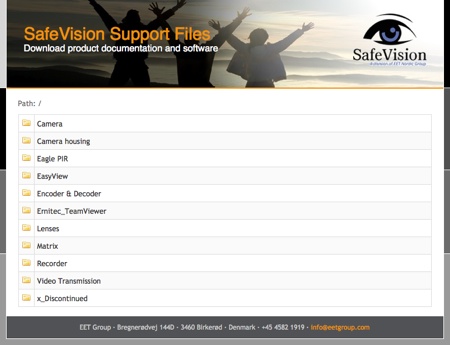 SafeVision Support Files
Download product documentation and software
SafeVision
A division of EET Nordic Group
Path: /
Camera
Camera housing
Eagle PIR
EasyView
Encoder & Decoder
Ernitec_TeamViewer
Lenses
Matrix
Recorder
Video Transmission
x_Discontinued
EET Group - Bregnerødvej 144D - 3460 Birkerød - Denmark - +45 4582 1919 - info@eetgroup.com